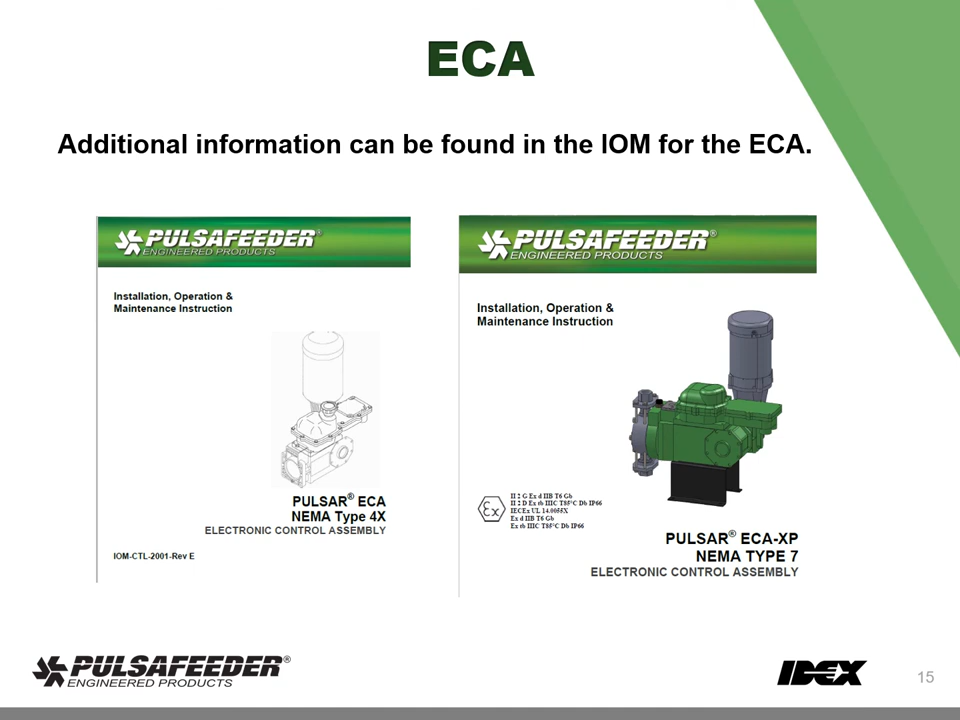 ECA
Additional information can be found in the IOM for the ECA.
PULSAFEEDER®
ENGINEERED PRODUCTS
Installation, Operation &
Maintenance Instruction
PULSAR® ECA
NEMA Type 4X
ELECTRONIC CONTROL ASSEMBLY
IOM-CTL-2001-Rev E
PULSAFEEDER®
ENGINEERED PRODUCTS
Installation, Operation &
Maintenance Instruction
Ex
II 2 G Ex d IIB T6 Gb
II 2 D Ex tb IIIC T85°C Db IP66
IECEx UL 14.0055X
Ex d IIB T6 Gb
Ex tb IIIC T85°C Db IP66
PULSAR® ECA-XP
NEMA TYPE 7
ELECTRONIC CONTROL ASSEMBLY
PULSAFEEDER®
ENGINEERED PRODUCTS
IDEX
15